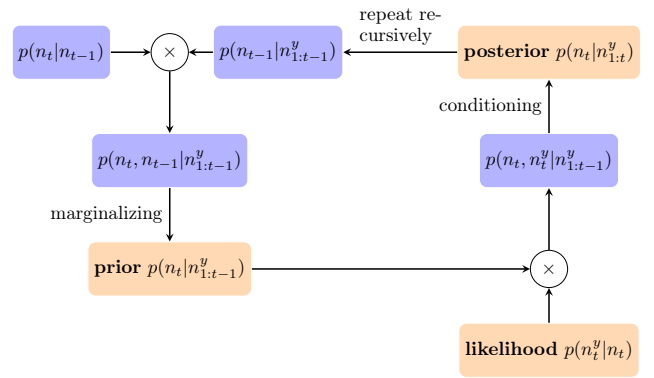 repeat re-
cursively
p(n_t|n_{t-1})
×
p(n_{t-1}|n^y_{1:t-1})
posterior p(n_t|n^y_{1:t})
conditioning
p(n_t, n_{t-1}|n^y_{1:t-1})
p(n_t, n^y_t|n^y_{1:t-1})
marginalizing
prior p(n_t|n^y_{1:t-1})
×
likelihood p(n^y_t|n_t)